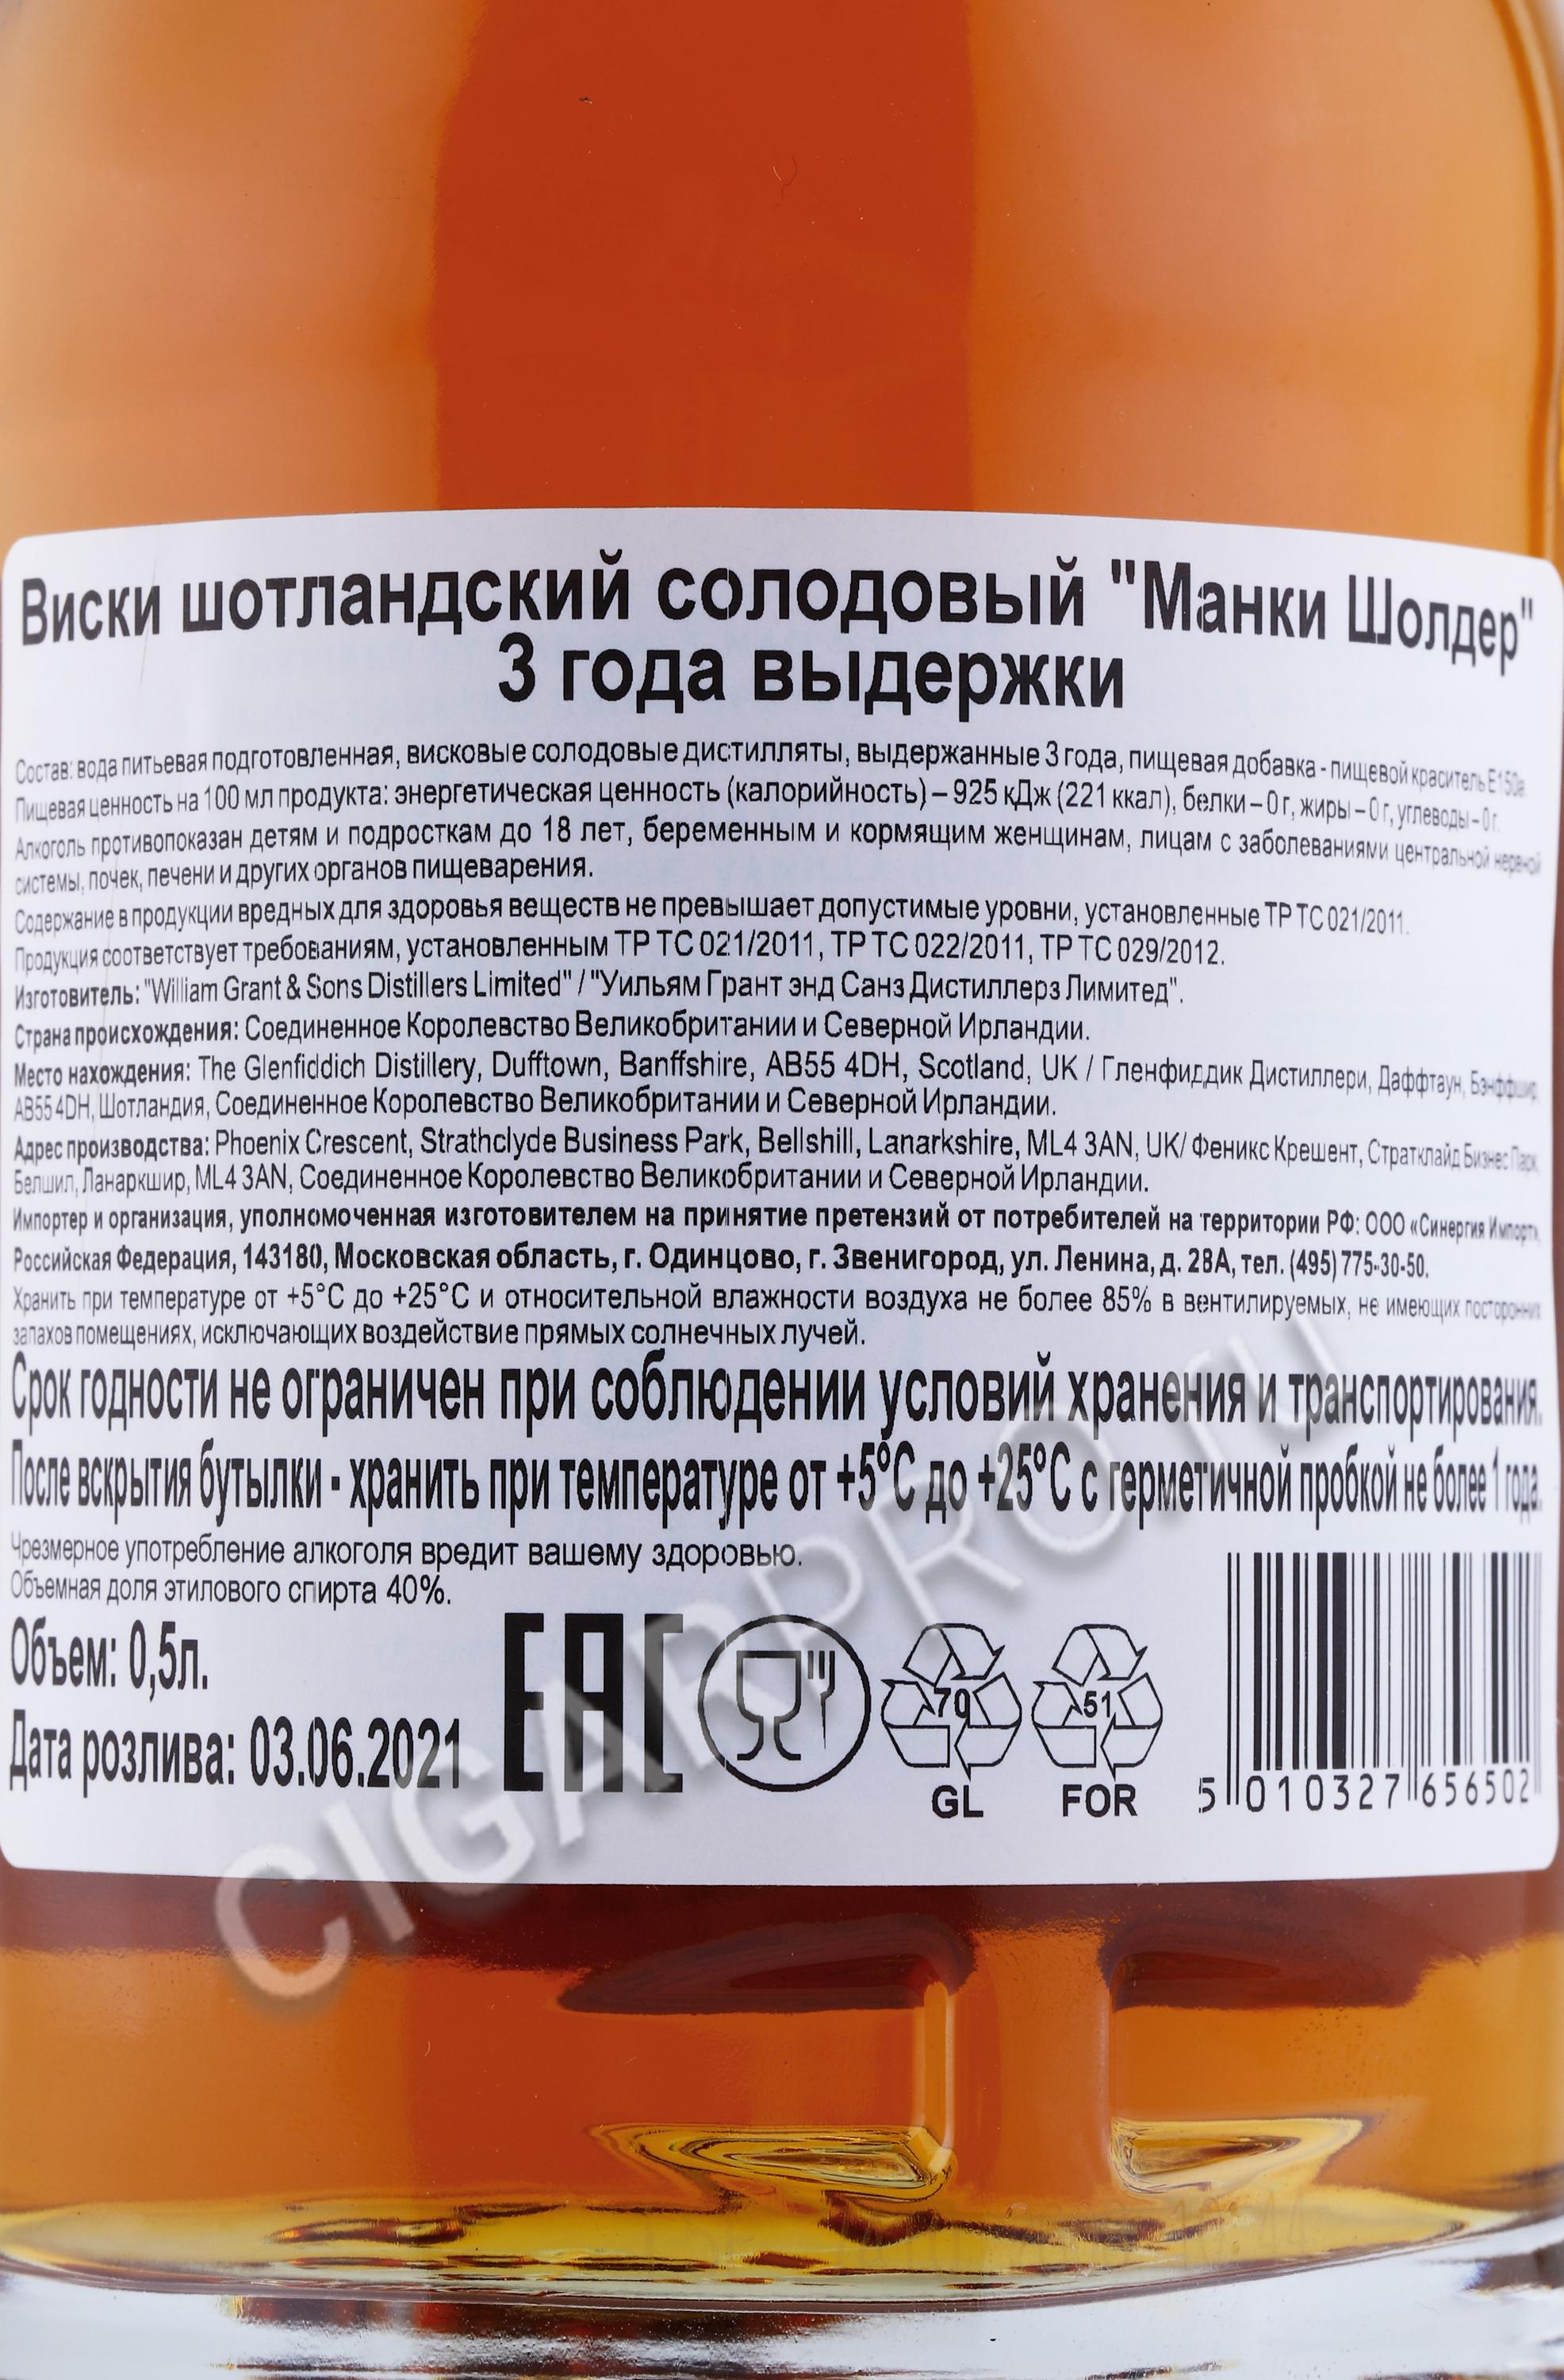 Виски шотландский солодовый "Манки Шолдер"
3 года выдержки
Состав: вода питьевая подготовленная, висковые солодовые дистилляты, выдержанные 3 года, пищевая добавка - пищевой краситель Е150а.
Пищевая ценность на 100 мл продукта: энергетическая ценность (калорийность) – 925 кДж (221 ккал), белки – 0 г, жиры – 0 г, углеводы – 0 г.
Алкоголь противопоказан детям и подросткам до 18 лет, беременным и кормящим женщинам, лицам с заболеваниями центральной нервной
системы, почек, печени и других органов пищеварения.
Содержание в продукции вредных для здоровья веществ не превышает допустимые уровни, установленные ТР ТС 021/2011.
Продукция соответствует требованиям, установленным ТР ТС 021/2011, ТР ТС 022/2011, ТР ТС 029/2012.
Изготовитель: "William Grant & Sons Distillers Limited" / "Уильям Грант энд Санз Дистиллерз Лимитед".
Страна происхождения: Соединенное Королевство Великобритании и Северной Ирландии.
Место нахождения: The Glenfiddich Distillery, Dufftown, Banffshire, AB55 4DH, Scotland, UK / Гленфиддик Дистиллери, Даффтаун, Бэнффшир,
AB55 4DH, Шотландия, Соединенное Королевство Великобритании и Северной Ирландии.
Адрес производства: Phoenix Crescent, Strathclyde Business Park, Bellshill, Lanarkshire, ML4 3AN, UK/ Феникс Крешент, Стратклайд Бизнес Парк,
Белшил, Ланаркшир, ML4 3AN, Соединенное Королевство Великобритании и Северной Ирландии.
Импортер и организация, уполномоченная изготовителем на принятие претензий от потребителей на территории РФ: ООО «Синергия Импорт»,
Российская Федерация, 143180, Московская область, г. Одинцово, г. Звенигород, ул. Ленина, д. 28А, тел. (495) 775-30-50.
Хранить при температуре от +5°С до +25°С и относительной влажности воздуха не более 85% в вентилируемых, не имеющих посторонних
запахов помещениях, исключающих воздействие прямых солнечных лучей.
Срок годности не ограничен при соблюдении условий хранения и транспортирования.
После вскрытия бутылки - хранить при температуре от +5°С до +25°С с герметичной пробкой не более 1 года.
Чрезмерное употребление алкоголя вредит вашему здоровью.
Объемная доля этилового спирта 40%.
Объем: 0,5л.
Дата розлива: 03.06.2021
EAC
70
GL
51
FOR
5 010327 656502
CIGARPRO.ru